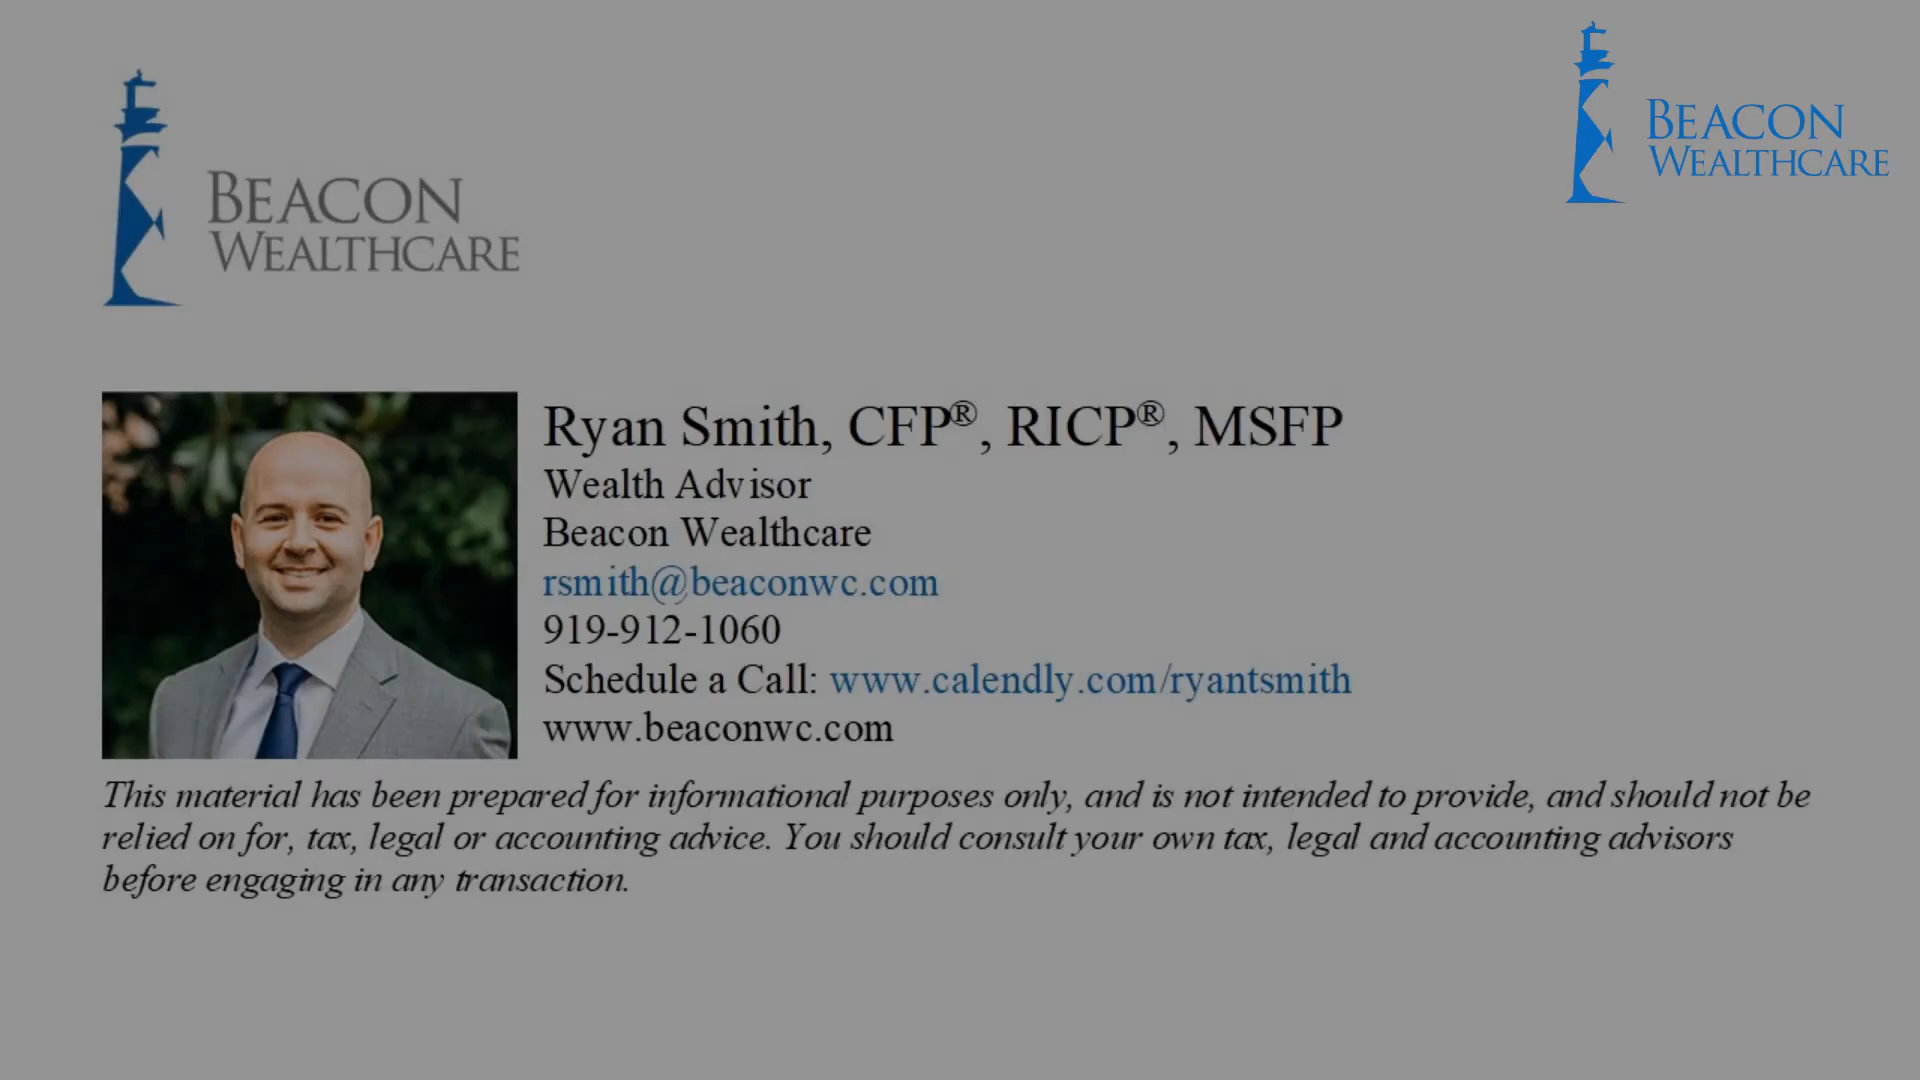 BEACON
WEALTHCARE
BEACON
WEALTHCARE
Ryan Smith, CFP®, RICP®, MSFP
Wealth Advisor
Beacon Wealthcare
rsmith@beaconwc.com
919-912-1060
Schedule a Call: www.calendly.com/ryantsmith
www.beaconwc.com
This material has been prepared for informational purposes only, and is not intended to provide, and should not be
relied on for, tax, legal or accounting advice. You should consult your own tax, legal and accounting advisors
before engaging in any transaction.